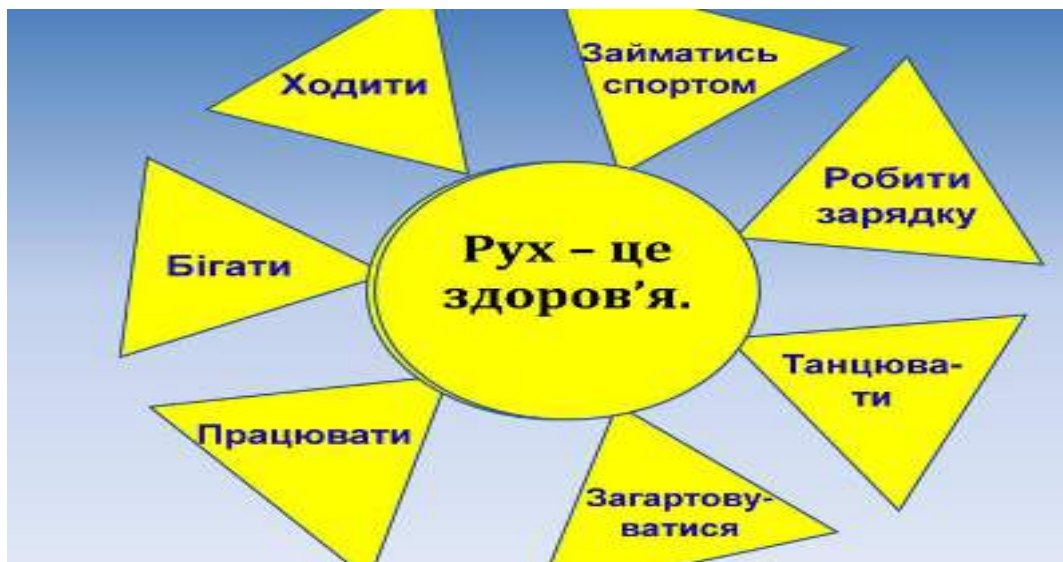 Рух – це
здоров’я.
Ходити
Займатись
спортом
Робити
зарядку
Танцюва-
ти
Загартову-
ватися
Працювати
Бігати